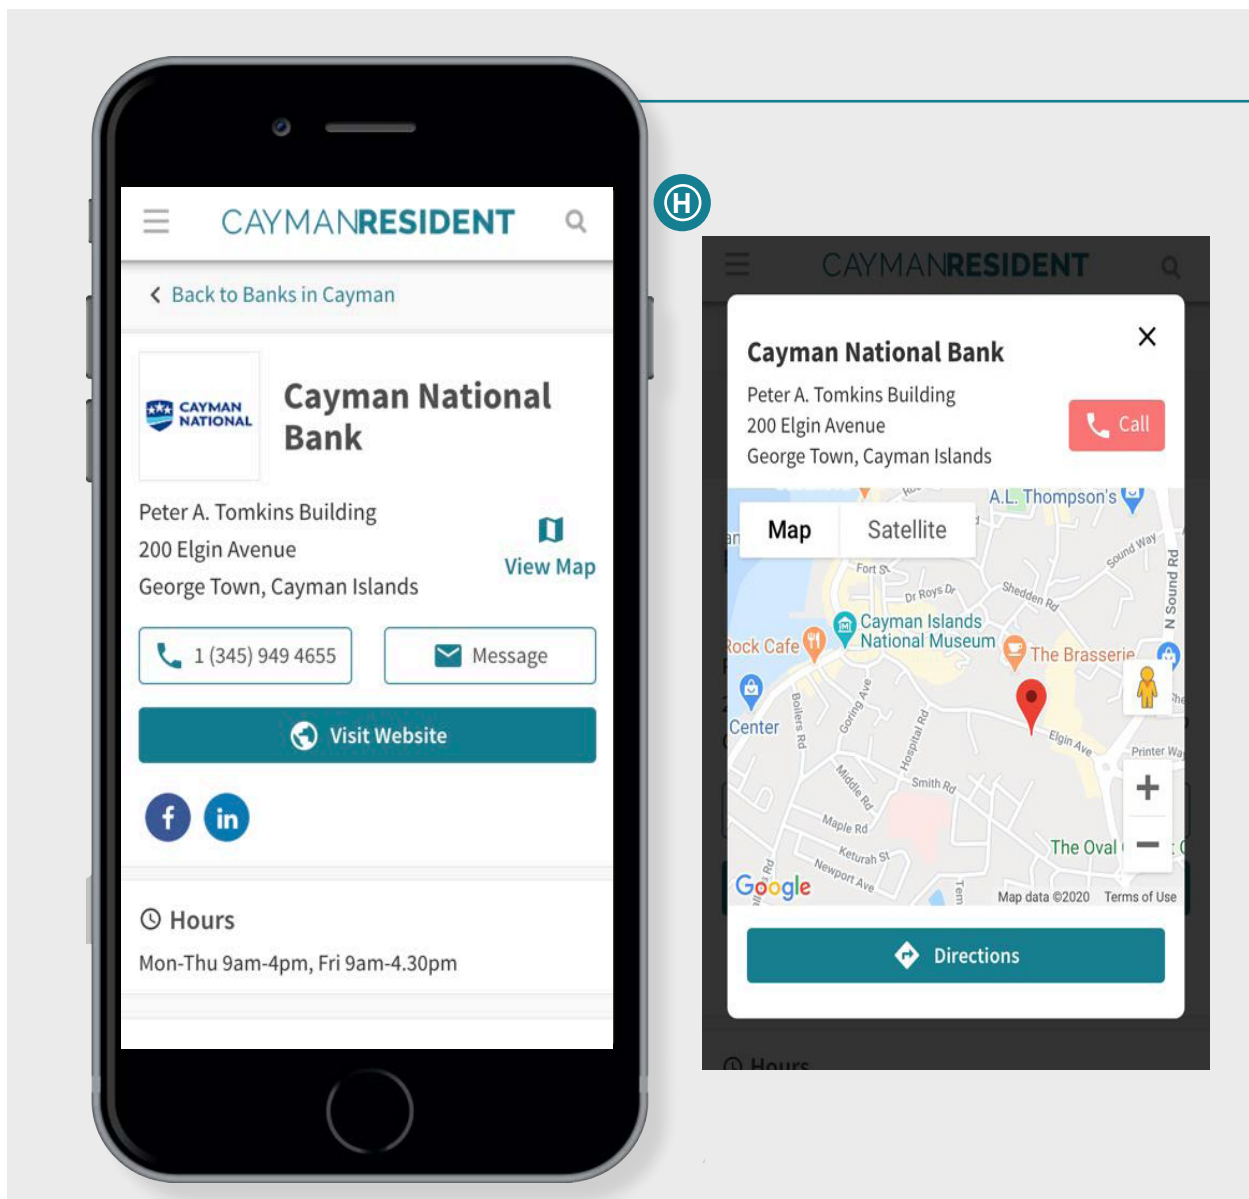 CAYMANRESIDENT
Back to Banks in Cayman
CAYMAN
NATIONAL
Cayman National
Bank
Peter A. Tomkins Building
200 Elgin Avenue
George Town, Cayman Islands
View Map
1 (345) 949 4655
Message
Visit Website
f
in
Hours
Mon-Thu 9am-4pm, Fri 9am-4.30pm
H
CAYMANRESIDENT
Cayman National Bank
Peter A. Tomkins Building
200 Elgin Avenue
George Town, Cayman Islands
Call
A.L. Thompson's
Map
Satellite
Sound Way
N Sound Rd
Fort St
Dr Roys Dr
Shedden Rd
Cayman Islands
National Museum
Rock Cafe
The Brasserie
Center
Boilers Rd
Goring Ave
Hospital Rd
Elgin Ave
Printer Way
Middle Rd
Smith Rd
Maple Rd
Keturah St
Newport Ave
The Oval
Google
Map data ©2020
Terms of Use
Directions
Hours